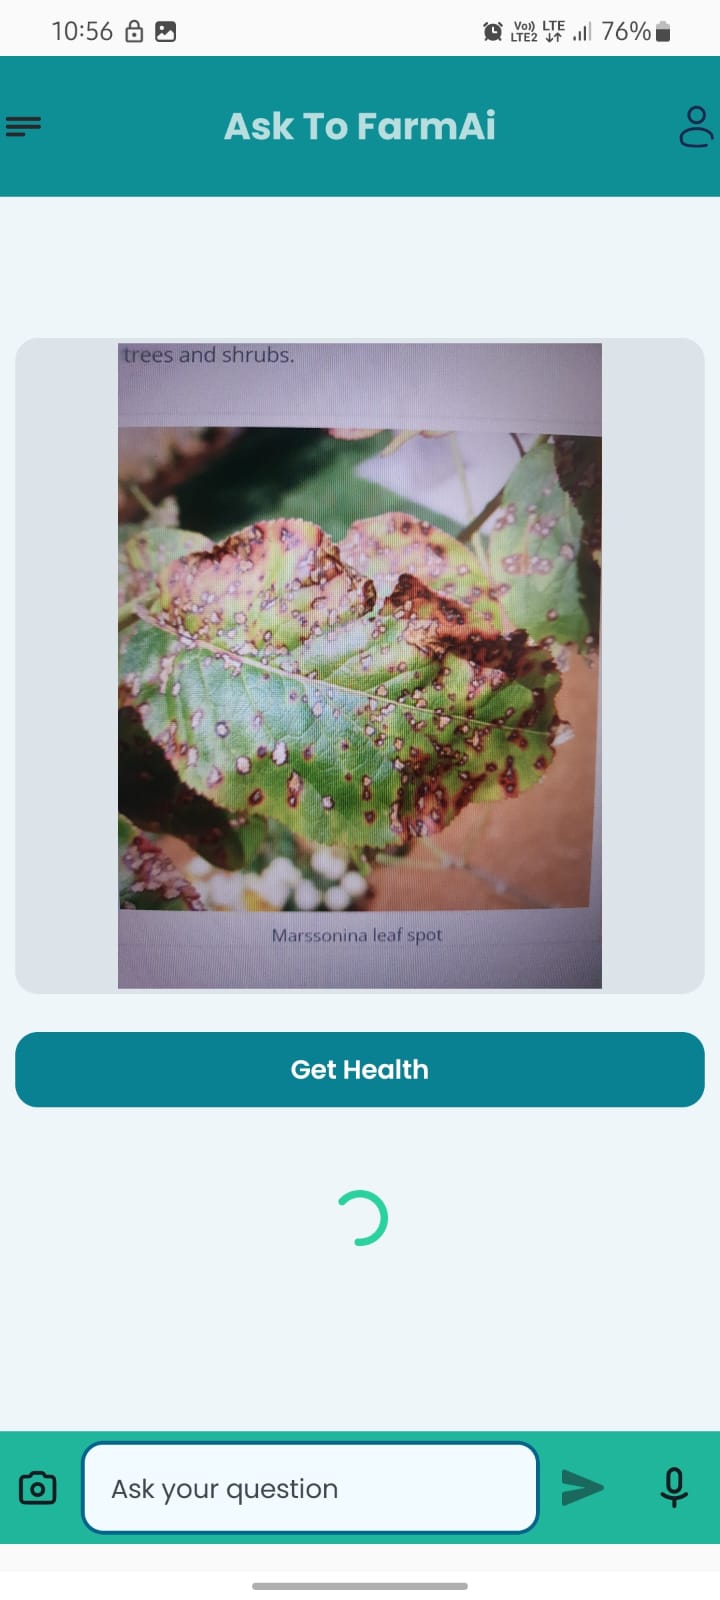 10:56
Vo)) LTE
LTE2
76%
Ask To FarmAi
trees and shrubs.
Marssonina leaf spot
Get Health
Ask your question